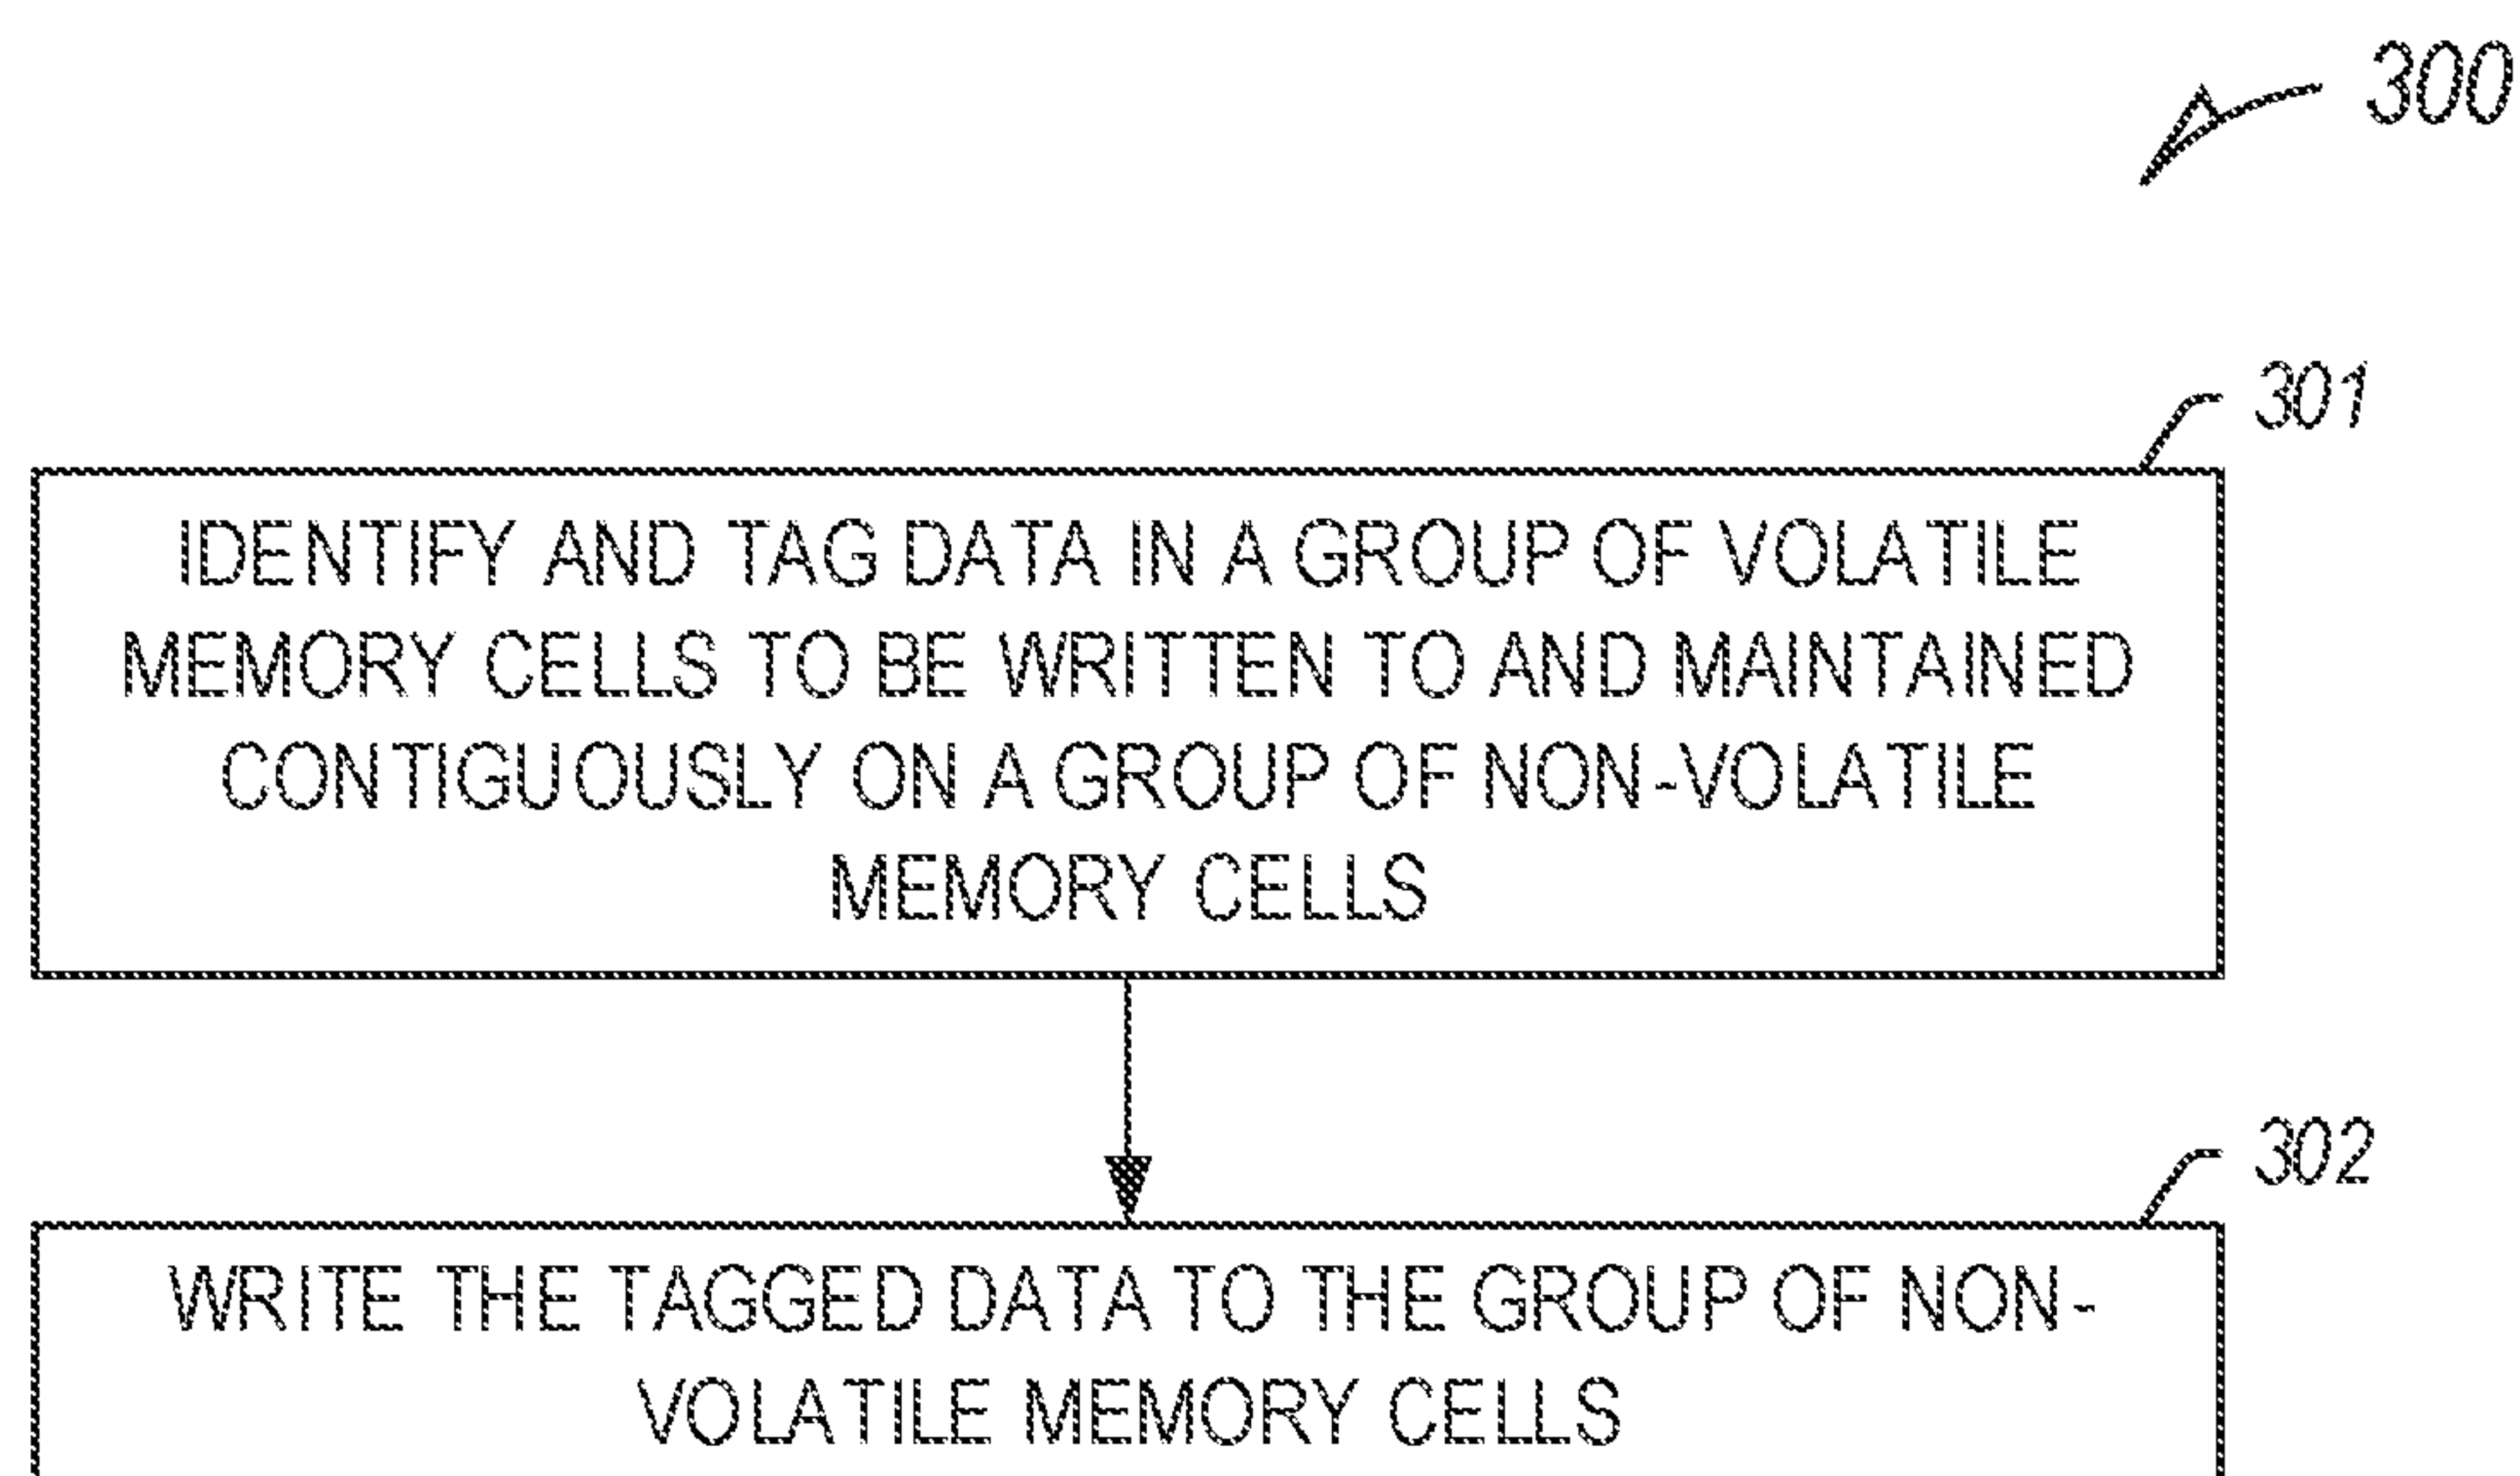 300
301
IDENTIFY AND TAG DATA IN A GROUP OF VOLATILE
MEMORY CELLS TO BE WRITTEN TO AND MAINTAINED
CONTIGUOUSLY ON A GROUP OF NON-VOLATILE
MEMORY CELLS
302
WRITE THE TAGGED DATA TO THE GROUP OF NON-
VOLATILE MEMORY CELLS